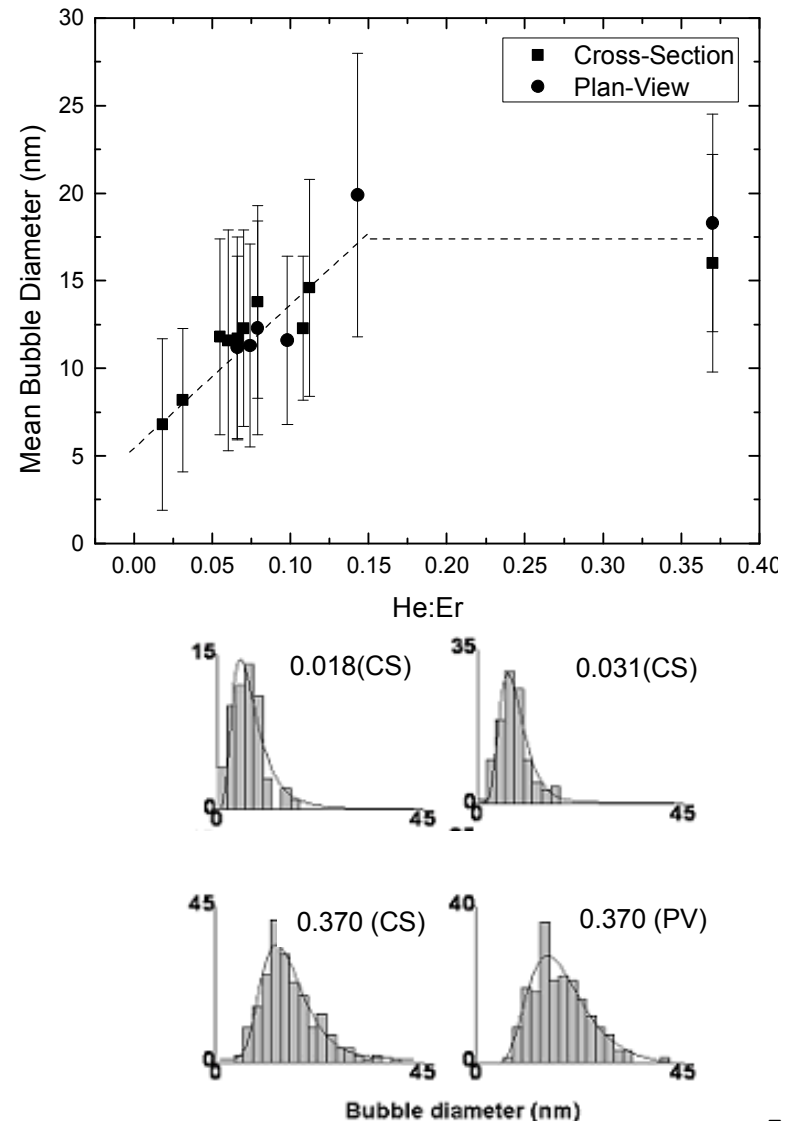 30
25
20
15
10
5
0
Mean Bubble Diameter (nm)
Cross-Section
Plan-View
0.00 0.05 0.10 0.15 0.20 0.25 0.30 0.35 0.40
He:Er
15
0.018(CS)
0
0 45
35
0.031(CS)
0
0 45
45
0.370 (CS)
0
0 45
40
0.370 (PV)
0
0 45
Bubble diameter (nm)